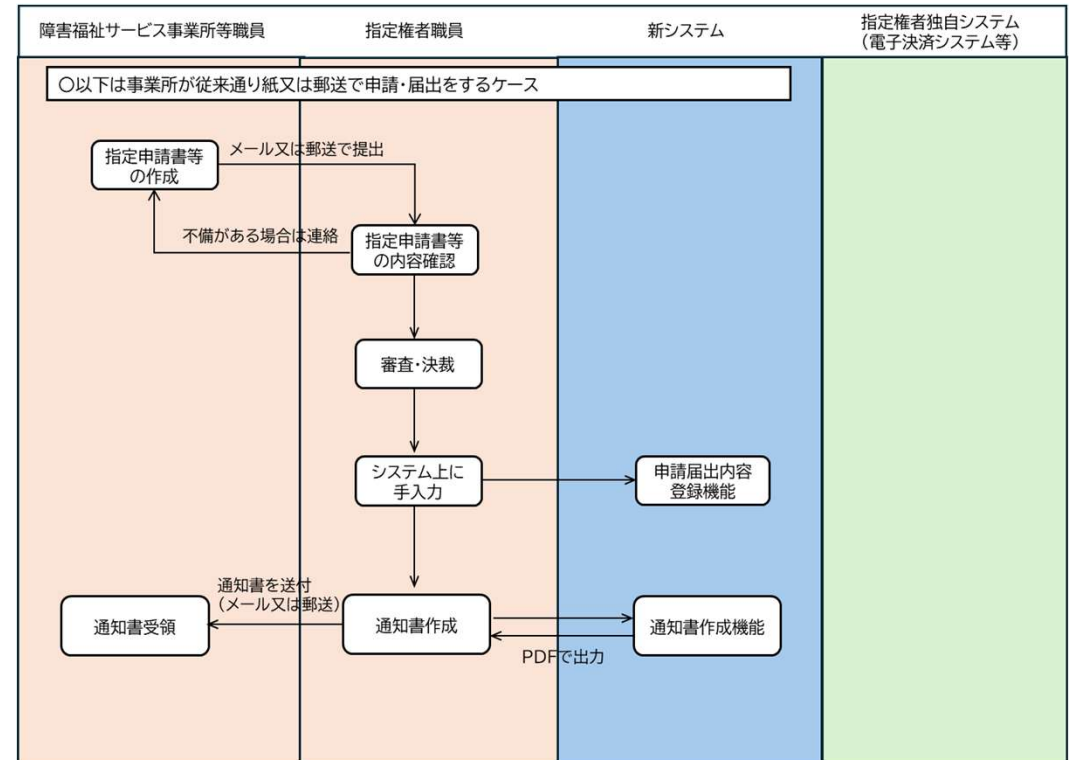 障害福祉サービス事業所等職員
指定権者職員
新システム
指定権者独自システム
（電子決済システム等）
〇以下は事業所が従来通り紙又は郵送で申請・届出をするケース
指定申請書等
の作成
メール又は郵送で提出
不備がある場合は連絡
指定申請書等
の内容確認
審査・決裁
システム上に
手入力
申請届出内容
登録機能
通知書を送付
（メール又は郵送）
通知書受領
通知書作成
通知書作成機能
PDFで出力